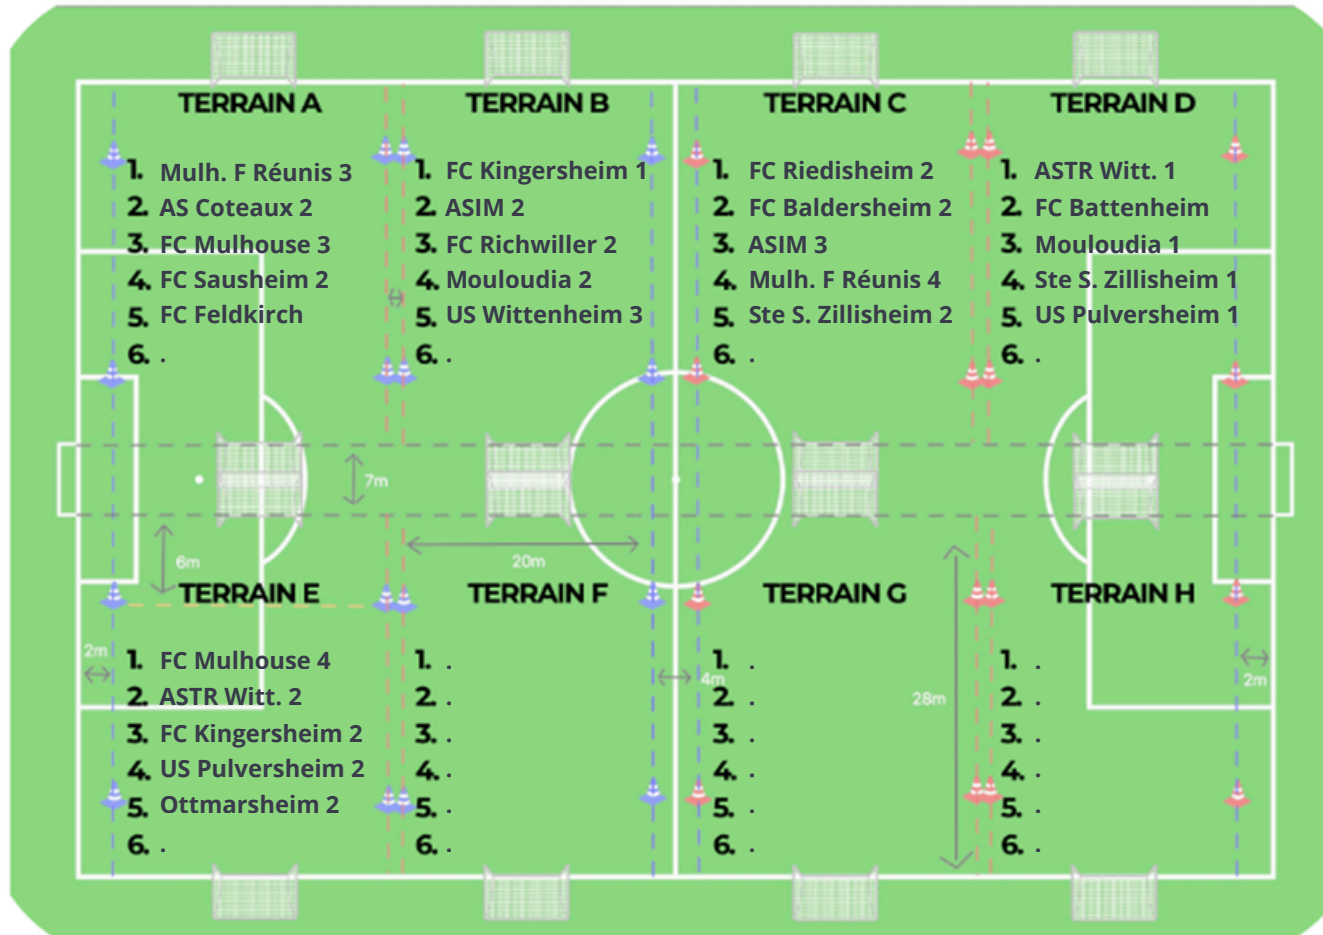 TERRAIN A
1. Mulh. F Réunis 3
2. AS Coteaux 2
3. FC Mulhouse 3
4. FC Sausheim 2
5. FC Feldkirch
6. .
TERRAIN B
1. FC Kingersheim 1
2. ASIM 2
3. FC Richwiller 2
4. Mouloudia 2
5. US Wittenheim 3
6. .
TERRAIN C
1. FC Riedisheim 2
2. FC Baldersheim 2
3. ASIM 3
4. Mulh. F Réunis 4
5. Ste S. Zillisheim 2
6. .
TERRAIN D
1. ASTR Witt. 1
2. FC Battenheim
3. Mouloudia 1
4. Ste S. Zillisheim 1
5. US Pulversheim 1
6. .
7m
6m
20m
TERRAIN E
2m
1. FC Mulhouse 4
2. ASTR Witt. 2
3. FC Kingersheim 2
4. US Pulversheim 2
5. Ottmarsheim 2
6. .
TERRAIN F
1. .
2. .
3. .
4. .
5. .
6. .
4m
TERRAIN G
1. .
2. .
3. .
4. .
5. .
6. .
28m
TERRAIN H
1. .
2. .
3. .
4. .
5. .
6. .
2m